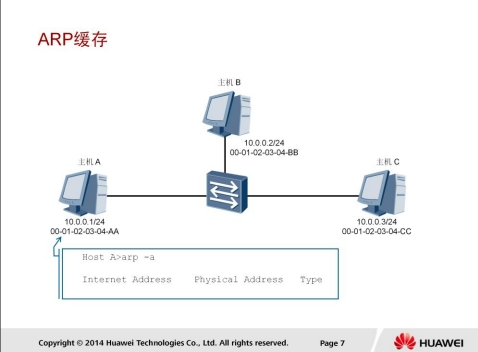 ARP缓存
主机 B
10.0.0.2/24
00-01-02-03-04-BB
主机 A
主机 C
10.0.0.1/24
00-01-02-03-04-AA
10.0.0.3/24
00-01-02-03-04-CC
Host A>arp -a
Internet Address Physical Address Type
Copyright © 2014 Huawei Technologies Co., Ltd. All rights reserved.
Page 7
HUAWEI